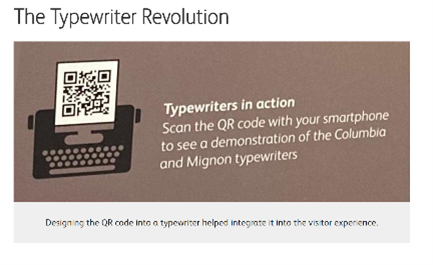 The Typewriter Revolution
Typewriters in action
Scan the QR code with your smartphone
to see a demonstration of the Columbia
and Mignon typewriters
Designing the QR code into a typewriter helped integrate it into the visitor experience.